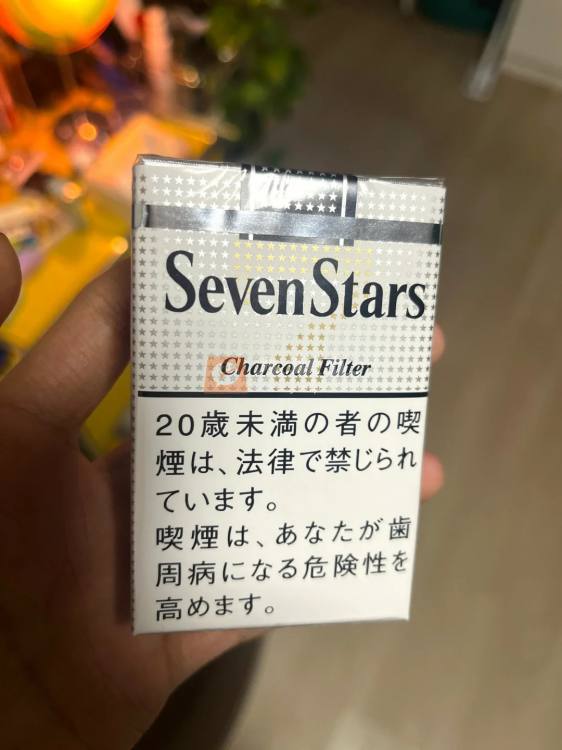 SevenStars
Charcoal Filter
20歳未満の者の喫
煙は、法律で禁じられ
ています。
喫煙は、あなたが歯
周病になる危険性を
高めます。